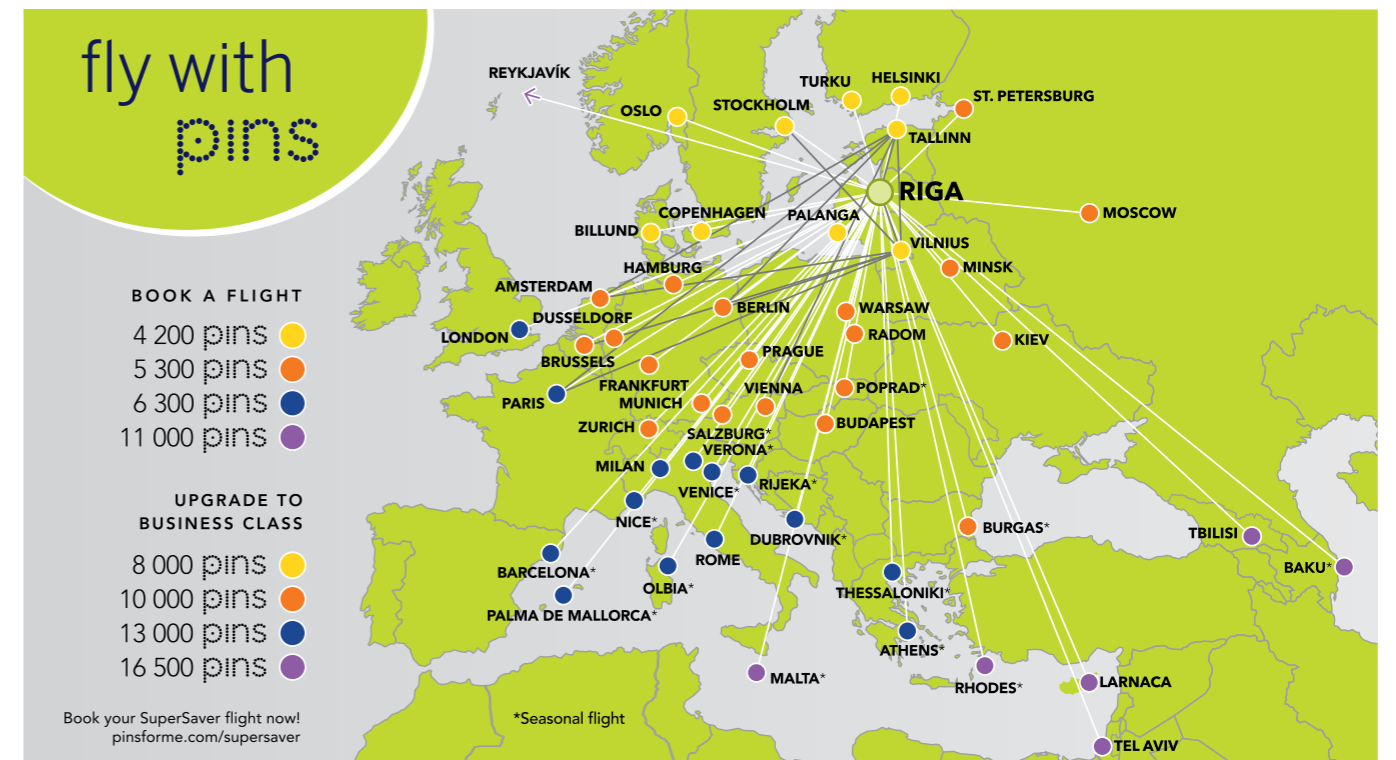 fly with
pins
BOOK A FLIGHT
4 200 pins
5 300 pins
6 300 pins
11 000 pins
UPGRADE TO
BUSINESS CLASS
8 000 pins
10 000 pins
13 000 pins
16 500 pins
Book your SuperSaver flight now!
pinsforme.com/supersaver
REYKJAVÍK
OSLO
STOCKHOLM
TURKU
HELSINKI
ST. PETERSBURG
TALLINN
RIGA
MOSCOW
COPENHAGEN
PALANGA
BILLUND
VILNIUS
HAMBURG
MINSK
AMSTERDAM
BERLIN
WARSAW
DUSSELDORF
LONDON
RADOM
KIEV
BRUSSELS
PRAGUE
FRANKFURT
VIENNA
POPRAD*
PARIS
MUNICH
ZURICH
SALZBURG*
BUDAPEST
VERONA*
MILAN
VENICE*
RIJEKA*
NICE*
DUBROVNIK*
BURGAS*
TBILISI
ROME
BARCELONA*
BAKU*
OLBIA*
THESSALONIKI*
PALMA DE MALLORCA*
ATHENS*
MALTA*
RHODES*
LARNACA
*Seasonal flight
TEL AVIV